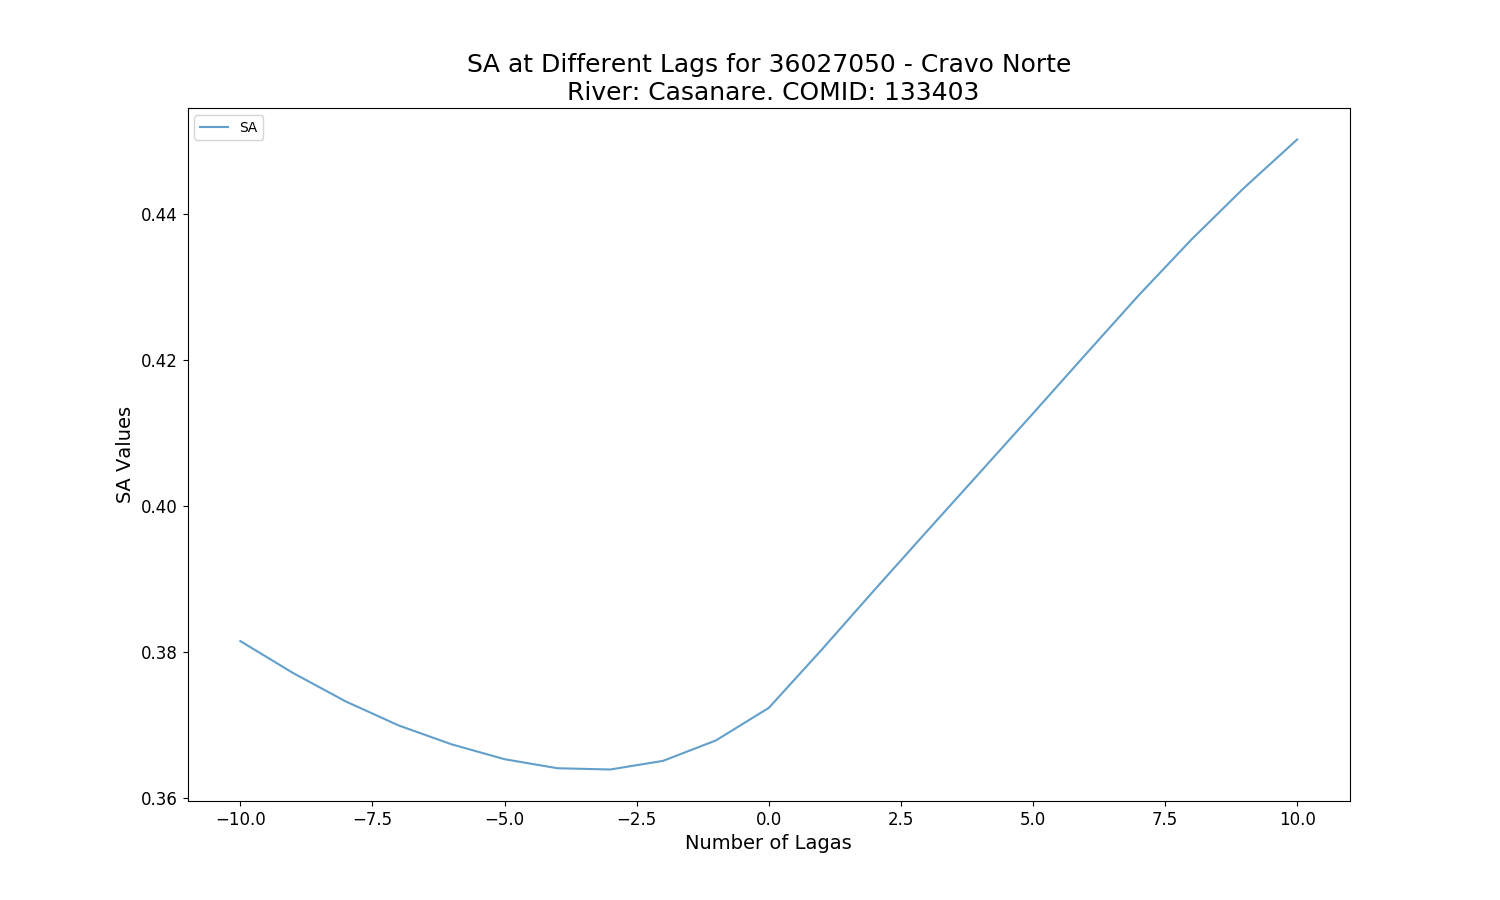 SA at Different Lags for 36027050 - Cravo Norte
River: Casanare. COMID: 133403
SA
0.44
0.42
0.40
0.38
0.36
SA Values
−10.0 −7.5 −5.0 −2.5 0.0 2.5 5.0 7.5 10.0
Number of Lagas